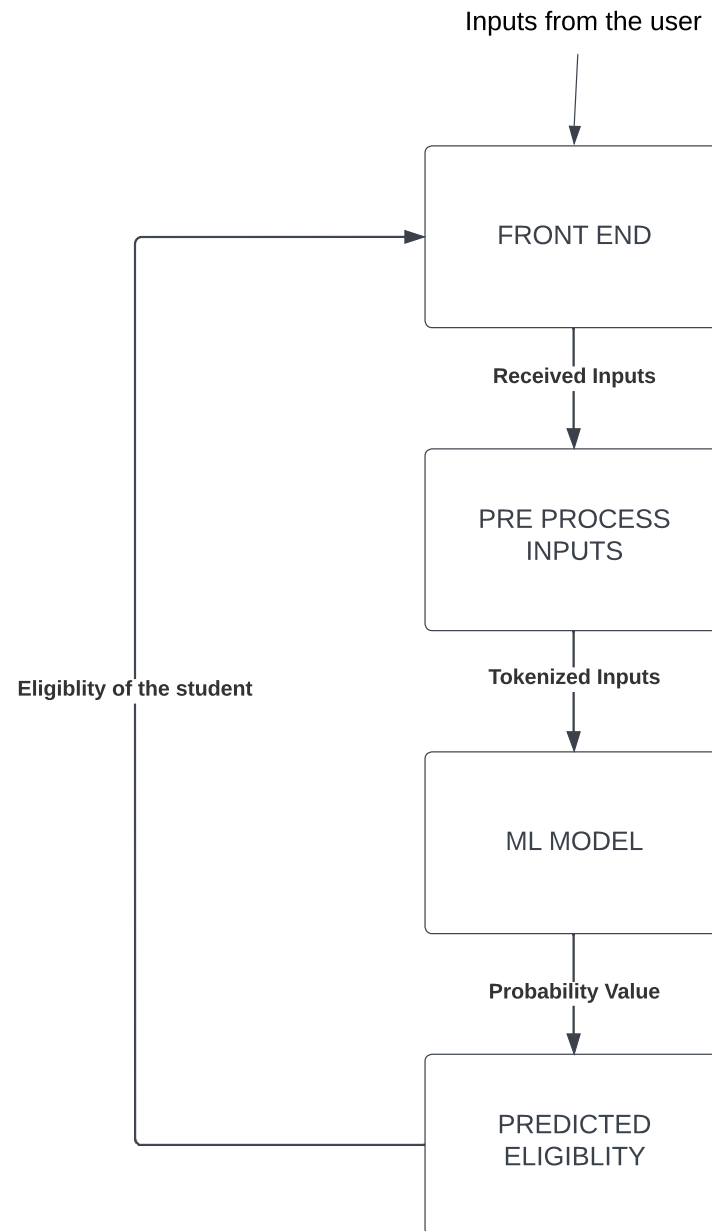 Inputs from the user
FRONT END
Received Inputs
PRE PROCESS
INPUTS
Tokenized Inputs
Eligiblity of the student
ML MODEL
Probability Value
PREDICTED
ELIGIBLITY